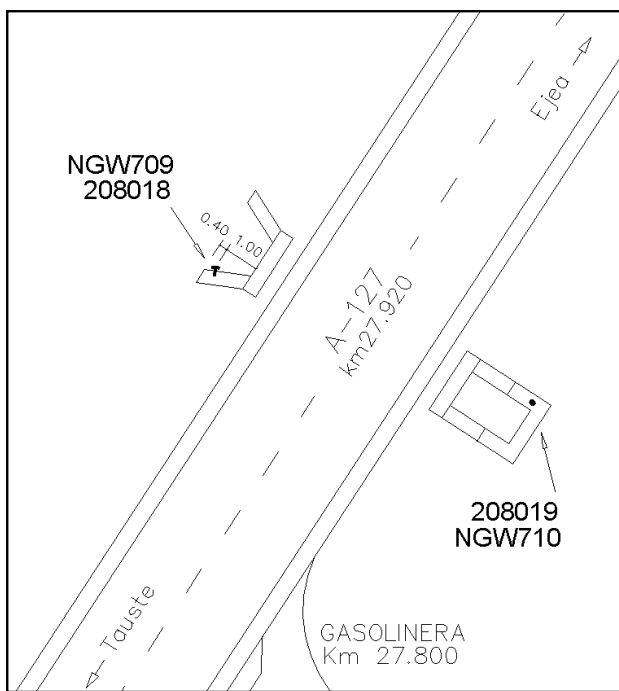 Ejea
NGW709
208018
0.40
1.00
A-127
km27.920
208019
NGW710
Tauste
GASOLINERA
Km 27.800